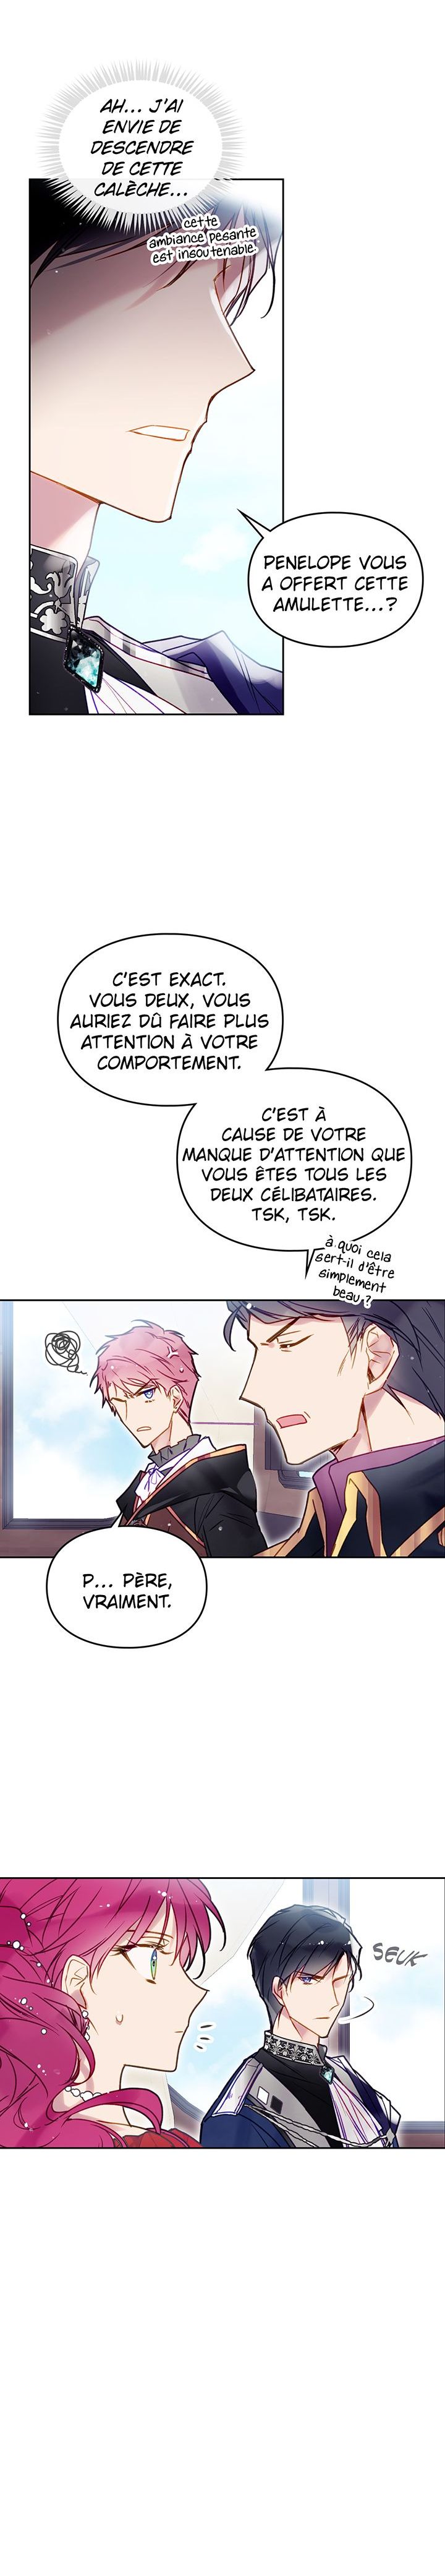 AH... J'AI
ENVIE DE
DESCENDRE
DE CETTE
CALÈCHE...
cette
ambiance pesante
est insoutenable.
PENELOPE VOUS
A OFFERT CETTE
AMULETTE...?
C'EST EXACT.
VOUS DEUX, VOUS
AURIEZ DÛ FAIRE PLUS
ATTENTION À VOTRE
COMPORTEMENT.
C'EST À
CAUSE DE VOTRE
MANQUE D'ATTENTION QUE
VOUS ÊTES TOUS LES
DEUX CÉLIBATAIRES.
TSK, TSK.
à quoi cela
sert-il d'être
simplement
beau ?
P... PÈRE,
VRAIMENT.
SEUK